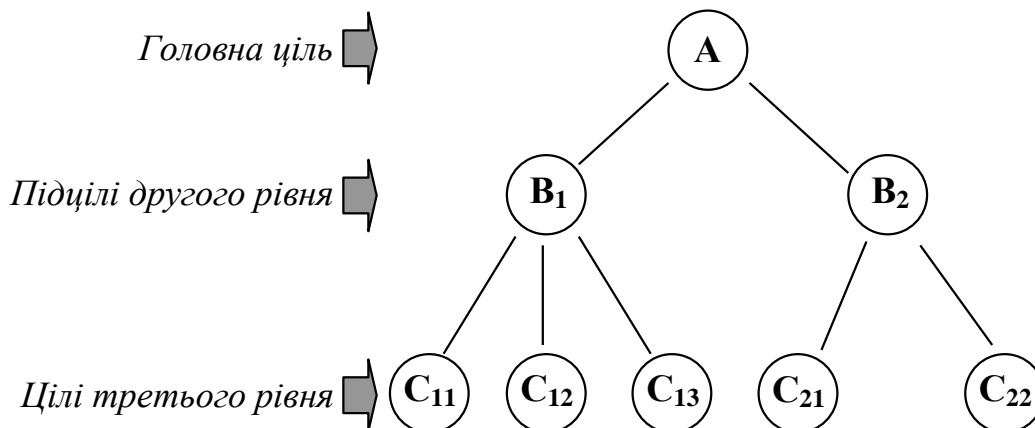 Головна ціль
A
Підцілі другого рівня
B₁
B₂
Цілі третього рівня
C₁₁
C₁₂
C₁₃
C₂₁
C₂₂